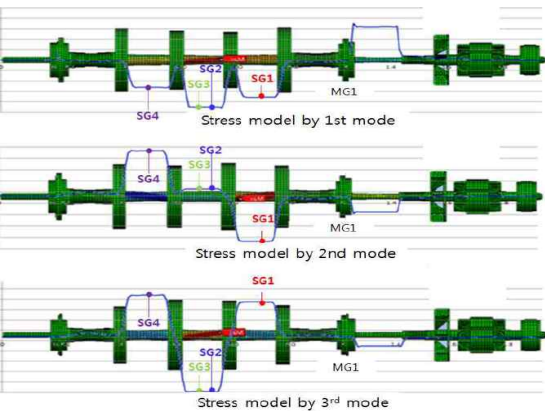 SG2
SG3
SG1
MG1
SG4
Stress model by 1st mode
SG2
SG3
SG4
SG1
MG1
Stress model by 2nd mode
SG1
SG4
SG2
SG3
MG1
Stress model by 3rd mode